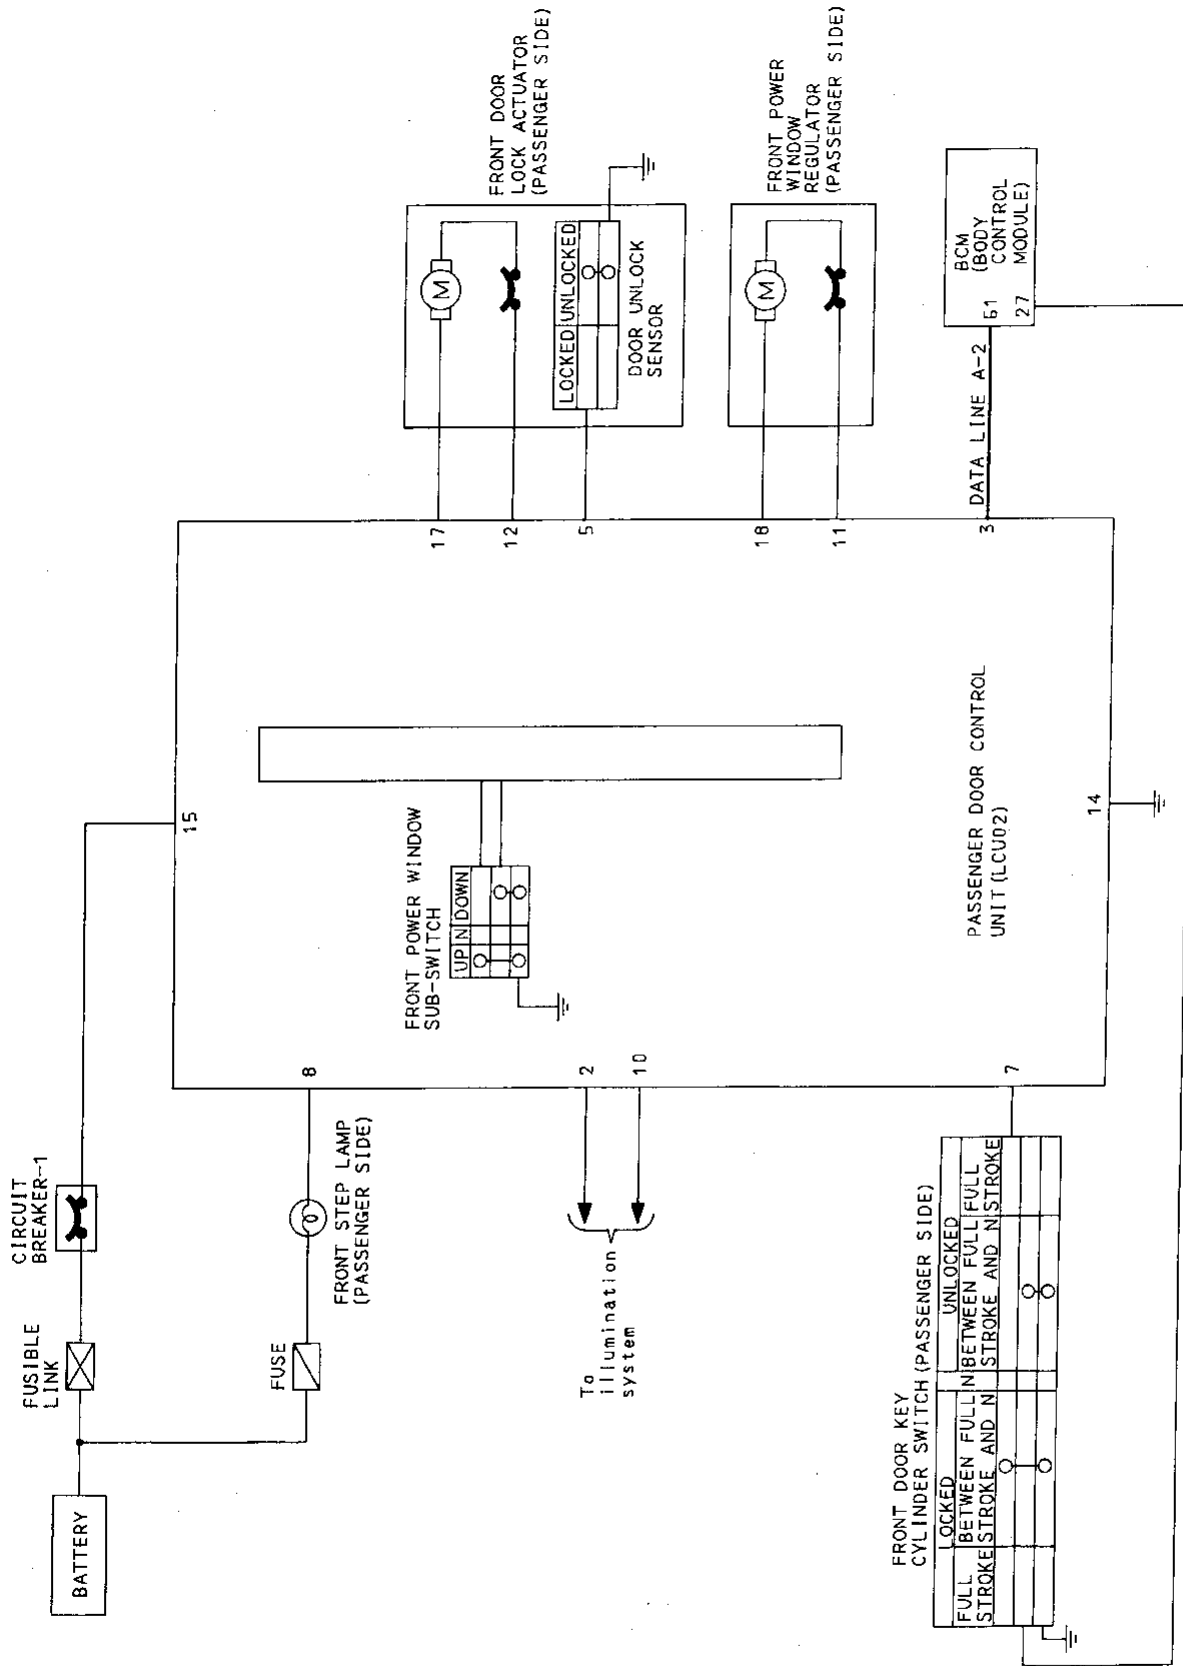 BATTERY
FUSIBLE
LINK
CIRCUIT
BREAKER-1
FUSE
FRONT STEP LAMP
(PASSENGER SIDE)
To
illumination
system
15
8
2
10
7
FRONT POWER WINDOW
SUB-SWITCH
UP N DOWN
PASSENGER DOOR CONTROL
UNIT(LCU02)
14
17
12
5
18
11
3
FRONT DOOR
LOCK ACTUATOR
(PASSENGER SIDE)
M
LOCKED UNLOCKED
DOOR UNLOCK
SENSOR
FRONT POWER
WINDOW
REGULATOR
(PASSENGER SIDE)
M
DATA LINE A-2
BCM
(BODY
CONTROL
MODULE)
61
27
FRONT DOOR KEY
CYLINDER SWITCH(PASSENGER SIDE)
LOCKED UNLOCKED
FULL BETWEEN FULL N BETWEEN FULL FULL
STROKE STROKE AND N STROKE AND N STROKE